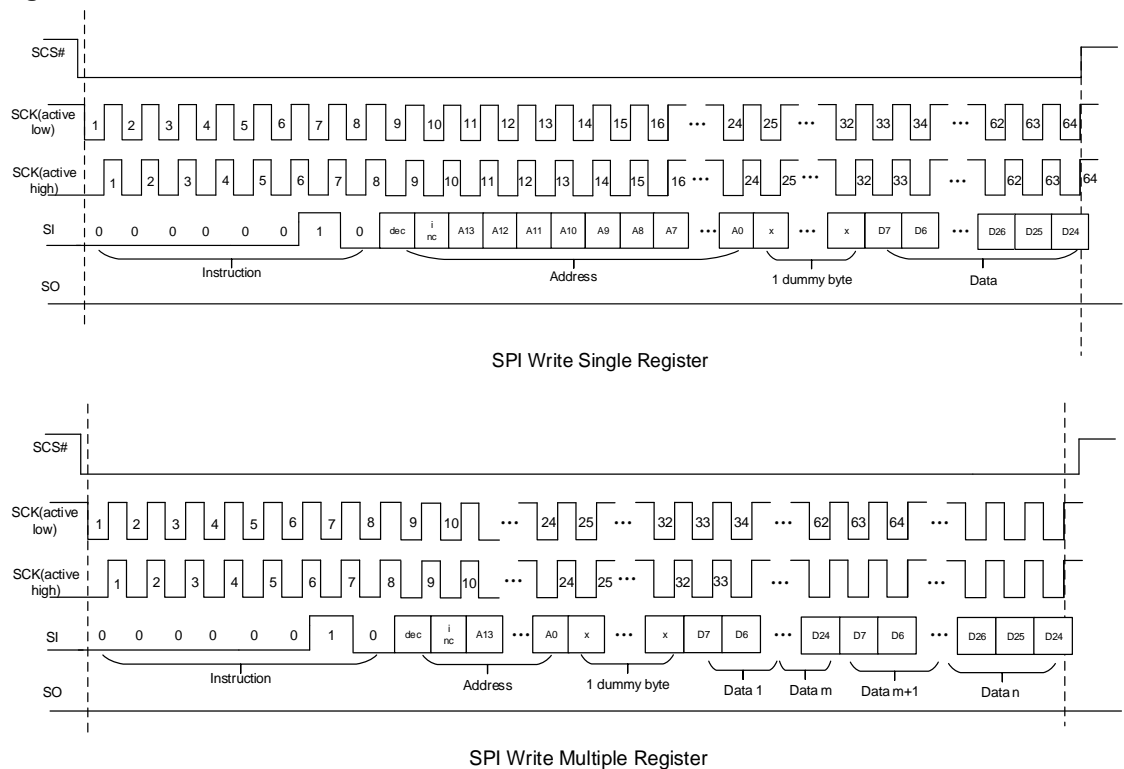 SCS#
SCK(active low) 1 2 3 4 5 6 7 8 9 10 11 12 13 14 15 16 ••• 24 25 ••• 32 33 34 ••• 62 63 64
SCK(active high) 1 2 3 4 5 6 7 8 9 10 11 12 13 14 15 16 ••• 24 25 ••• 32 33 ••• 62 63 64
SI 0 0 0 0 0 0 1 0 dec inc A13 A12 A11 A10 A9 A8 A7 ••• A0 x ••• x D7 D6 ••• D26 D25 D24
Instruction Address 1 dummy byte Data
SO
SPI Write Single Register
SCS#
SCK(active low) 1 2 3 4 5 6 7 8 9 10 ••• 24 25 ••• 32 33 34 ••• 62 63 64 •••
SCK(active high) 1 2 3 4 5 6 7 8 9 10 ••• 24 25 ••• 32 33 ••• •••
SI 0 0 0 0 0 0 1 0 dec inc A13 ••• A0 x ••• x D7 D6 ••• D24 D7 D6 ••• D26 D25 D24
Instruction Address 1 dummy byte Data 1 Data m Data m+1 Data n
SO
SPI Write Multiple Register